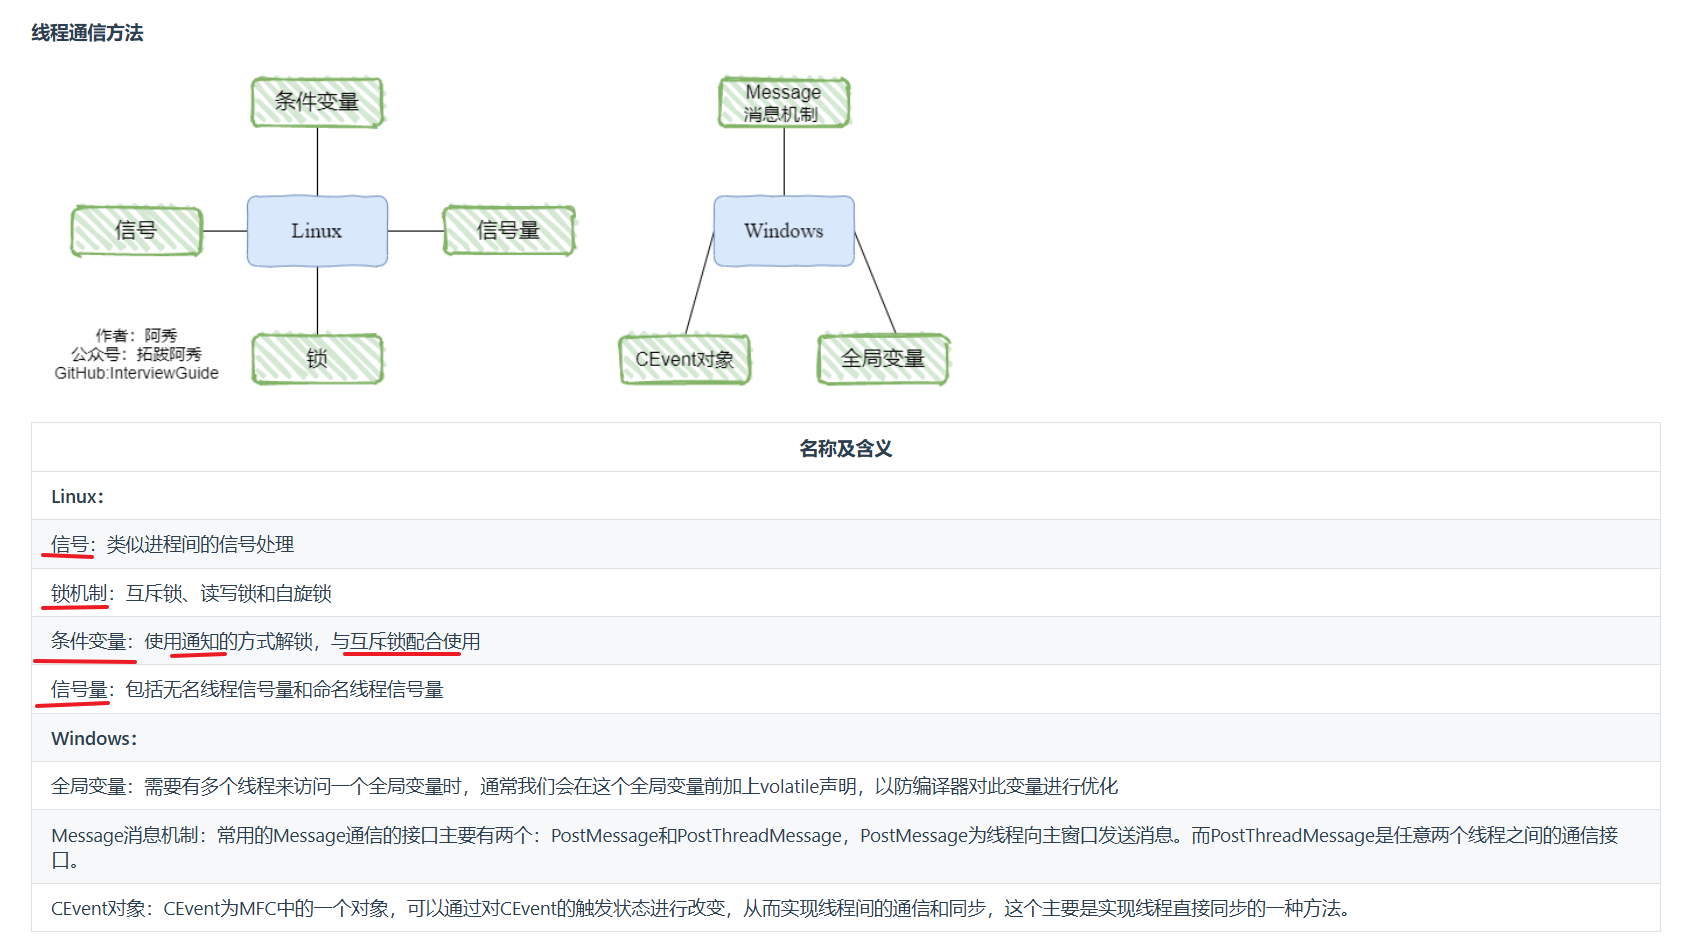 线程通信方法
条件变量
Message
消息机制
信号
Linux
信号量
Windows
作者：阿秀
公众号：拓跋阿秀
GitHub:InterviewGuide
锁
CEvent对象
全局变量
名称及含义
Linux：
信号：类似进程间的信号处理
锁机制：互斥锁、读写锁和自旋锁
条件变量：使用通知的方式解锁，与互斥锁配合使用
信号量：包括无名线程信号量和命名线程信号量
Windows：
全局变量：需要有多个线程来访问一个全局变量时，通常我们会在这个全局变量前加上volatile声明，以防编译器对此变量进行优化
Message消息机制：常用的Message通信的接口主要有两个：PostMessage和PostThreadMessage，PostMessage为线程向主窗口发送消息。而PostThreadMessage是任意两个线程之间的通信接
口。
CEvent对象：CEvent为MFC中的一个对象，可以通过对CEvent的触发状态进行改变，从而实现线程间的通信和同步，这个主要是实现线程直接同步的一种方法。